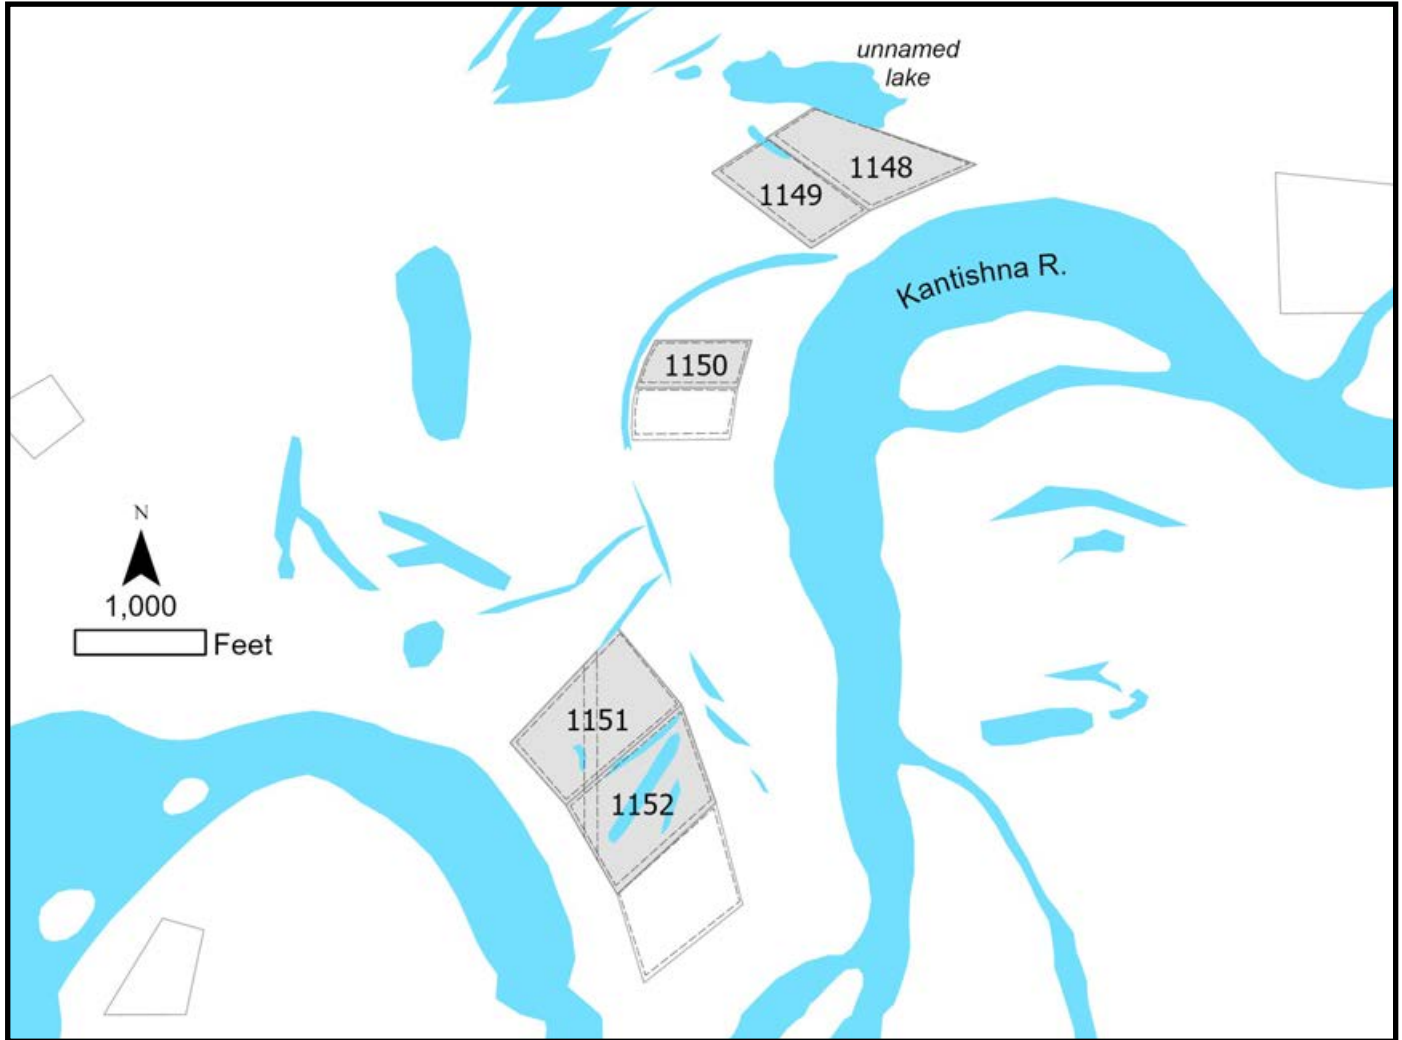 unnamed
lake
1148
1149
Kantishna R.
1150
N
1,000
Feet
1151
1152